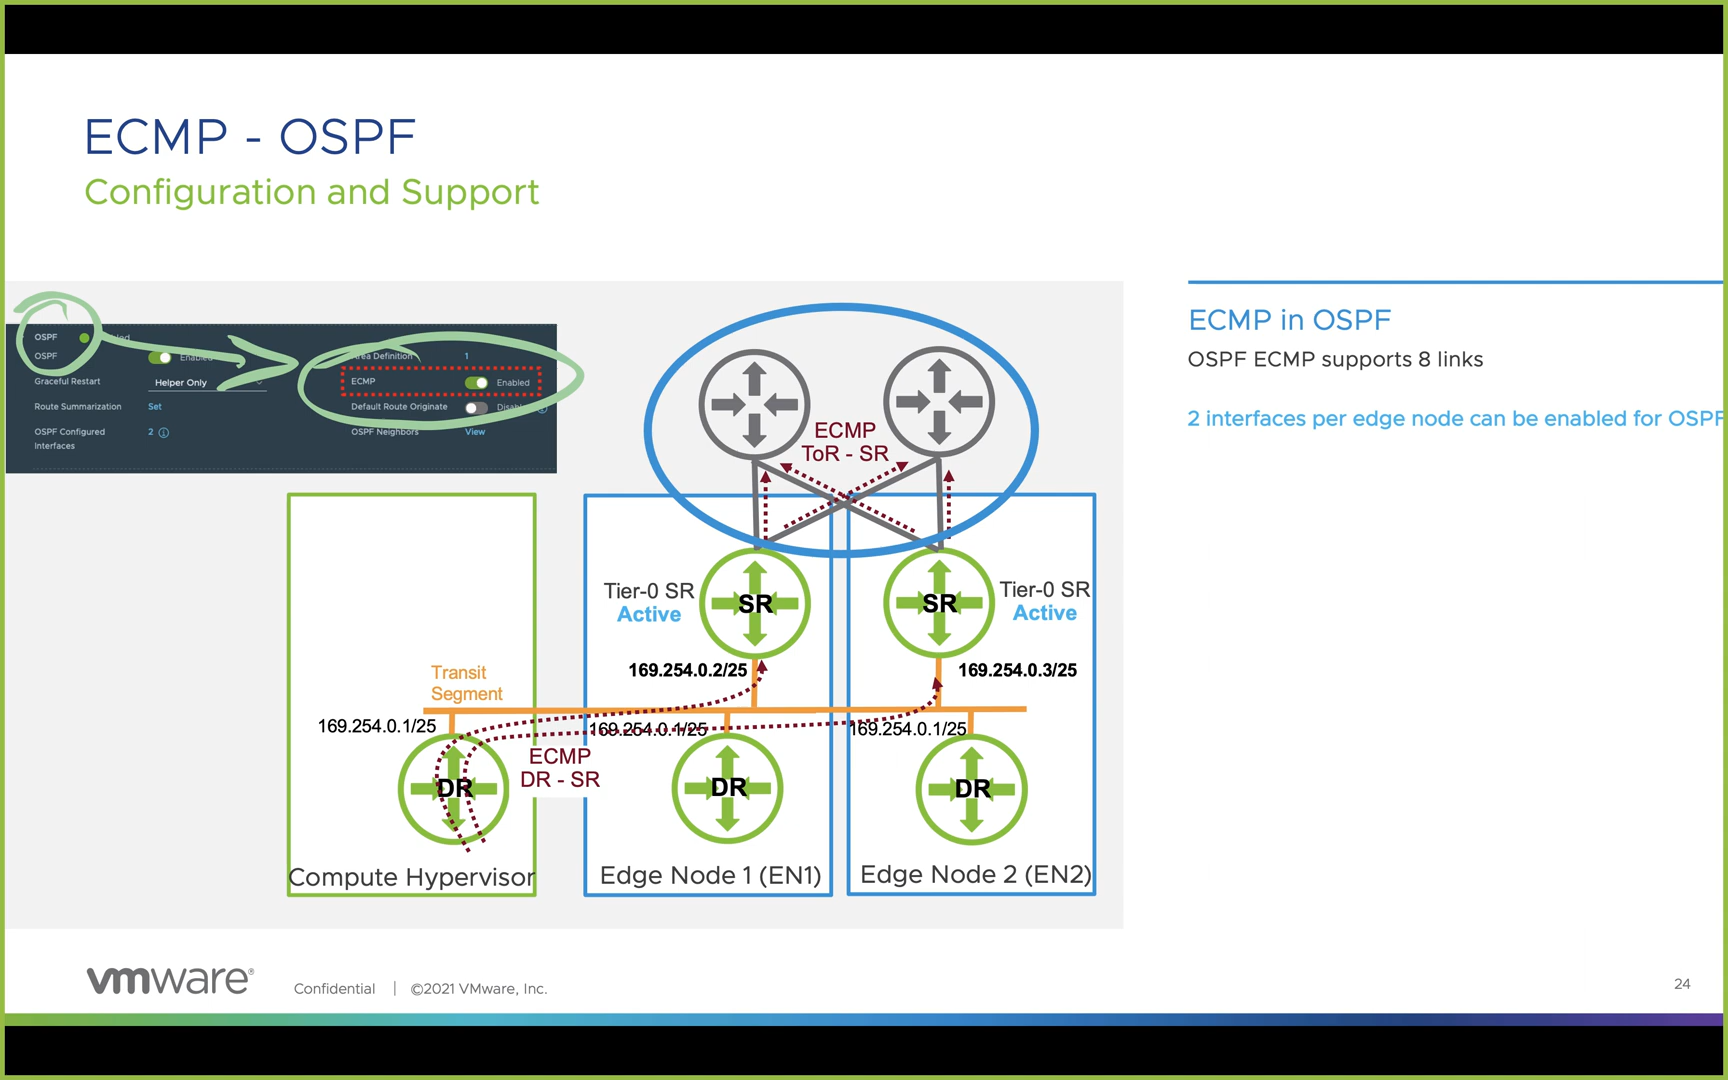 ECMP - OSPF
Configuration and Support
OSPF
OSPF Enabled
Graceful Restart Helper Only
Route Summarization Set
OSPF Configured 2
Interfaces
Area Definition 1
ECMP Enabled
Default Route Originate
OSPF Neighbors View
ECMP
ToR - SR
Tier-0 SR
Active
SR
SR
Tier-0 SR
Active
169.254.0.2/25
169.254.0.3/25
Transit
Segment
169.254.0.1/25
169.254.0.1/25
169.254.0.1/25
ECMP
DR - SR
DR
DR
DR
Compute Hypervisor
Edge Node 1 (EN1)
Edge Node 2 (EN2)
ECMP in OSPF
OSPF ECMP supports 8 links
2 interfaces per edge node can be enabled for OSPF
vmware®
Confidential | ©2021 VMware, Inc.
24